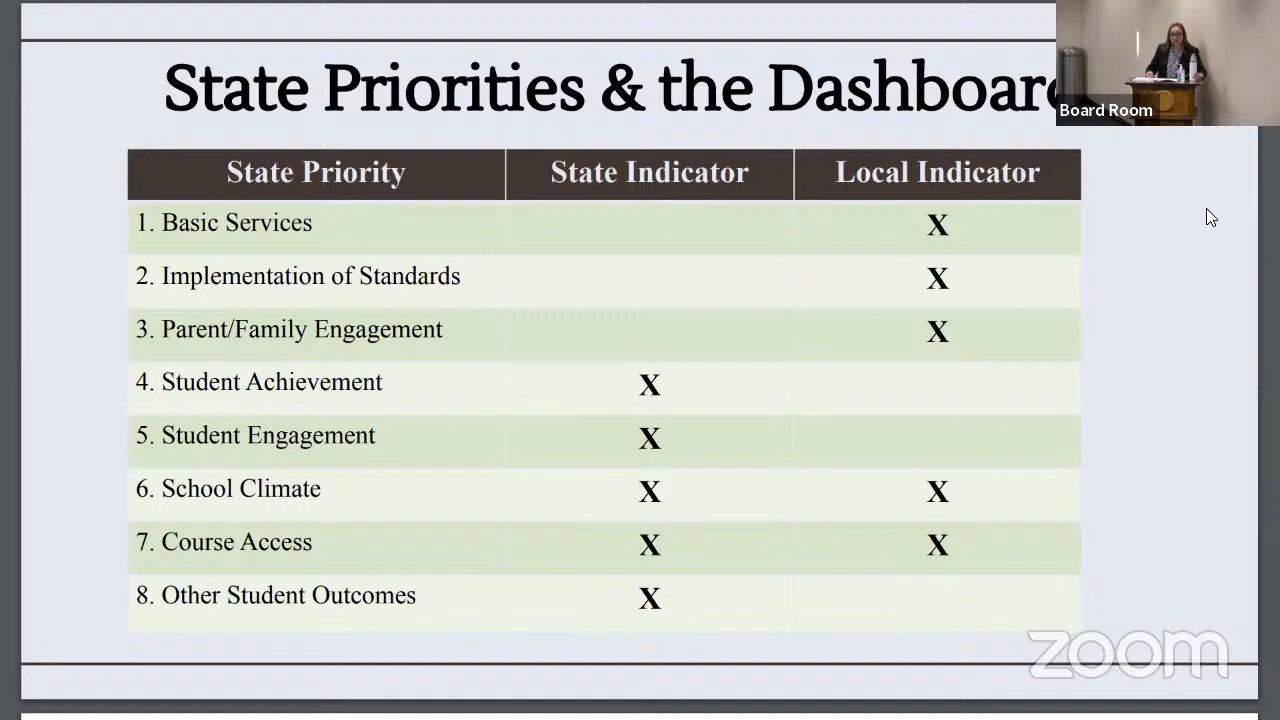 State Priorities & the Dashboar
Board Room
State Priority State Indicator Local Indicator
1. Basic Services X
2. Implementation of Standards X
3. Parent/Family Engagement X
4. Student Achievement X
5. Student Engagement X
6. School Climate X X
7. Course Access X X
8. Other Student Outcomes X
zoom